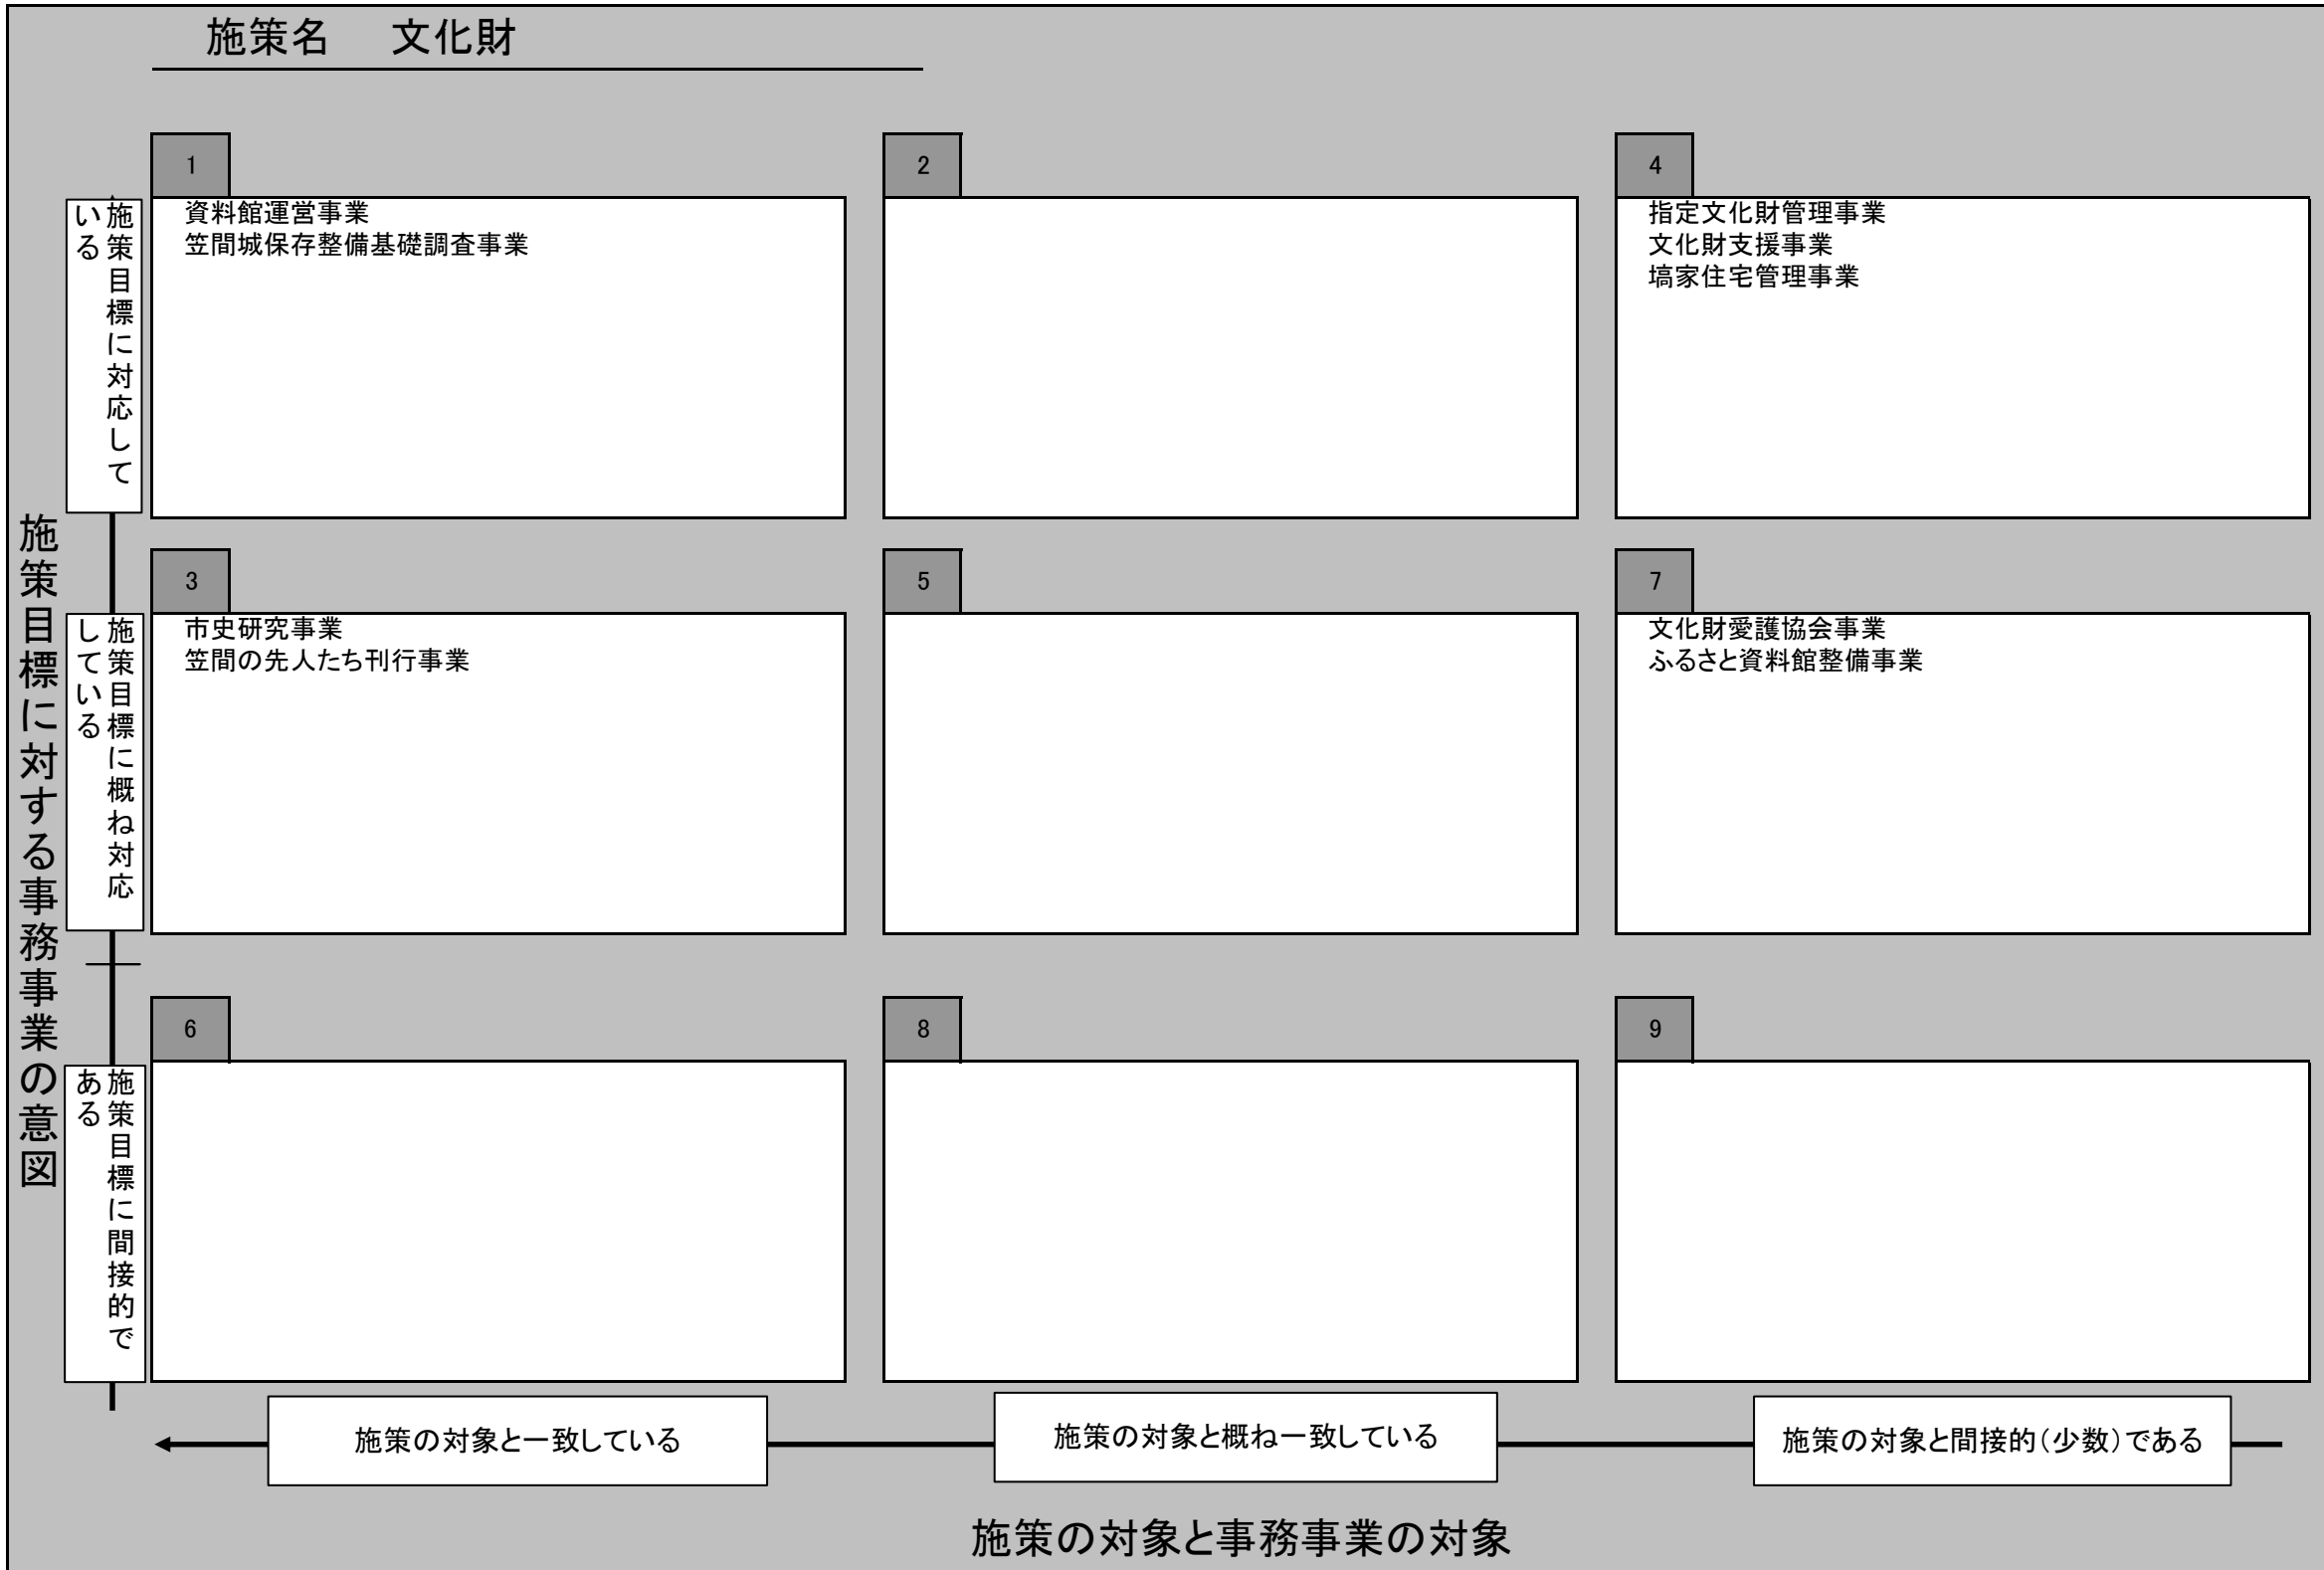 施策名　文化財
施策目標に対する事務事業の意図
施策目標に対応して
いる
1
資料館運営事業
笠間城保存整備基礎調査事業
2
4
指定文化財管理事業
文化財支援事業
塙家住宅管理事業
施策目標に概ね対応
している
3
市史研究事業
笠間の先人たち刊行事業
5
7
文化財愛護協会事業
ふるさと資料館整備事業
施策目標に間接的で
ある
6
8
9
施策の対象と一致している
施策の対象と概ね一致している
施策の対象と間接的（少数）である
施策の対象と事務事業の対象